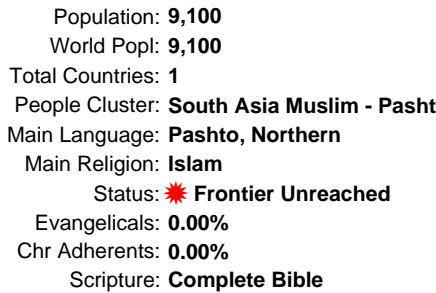 Population: 9,100
World Popl: 9,100
Total Countries: 1
People Cluster: South Asia Muslim - Pasht
Main Language: Pashto, Northern
Main Religion: Islam
Status: Frontier Unreached
Evangelicals: 0.00%
Chr Adherents: 0.00%
Scripture: Complete Bible